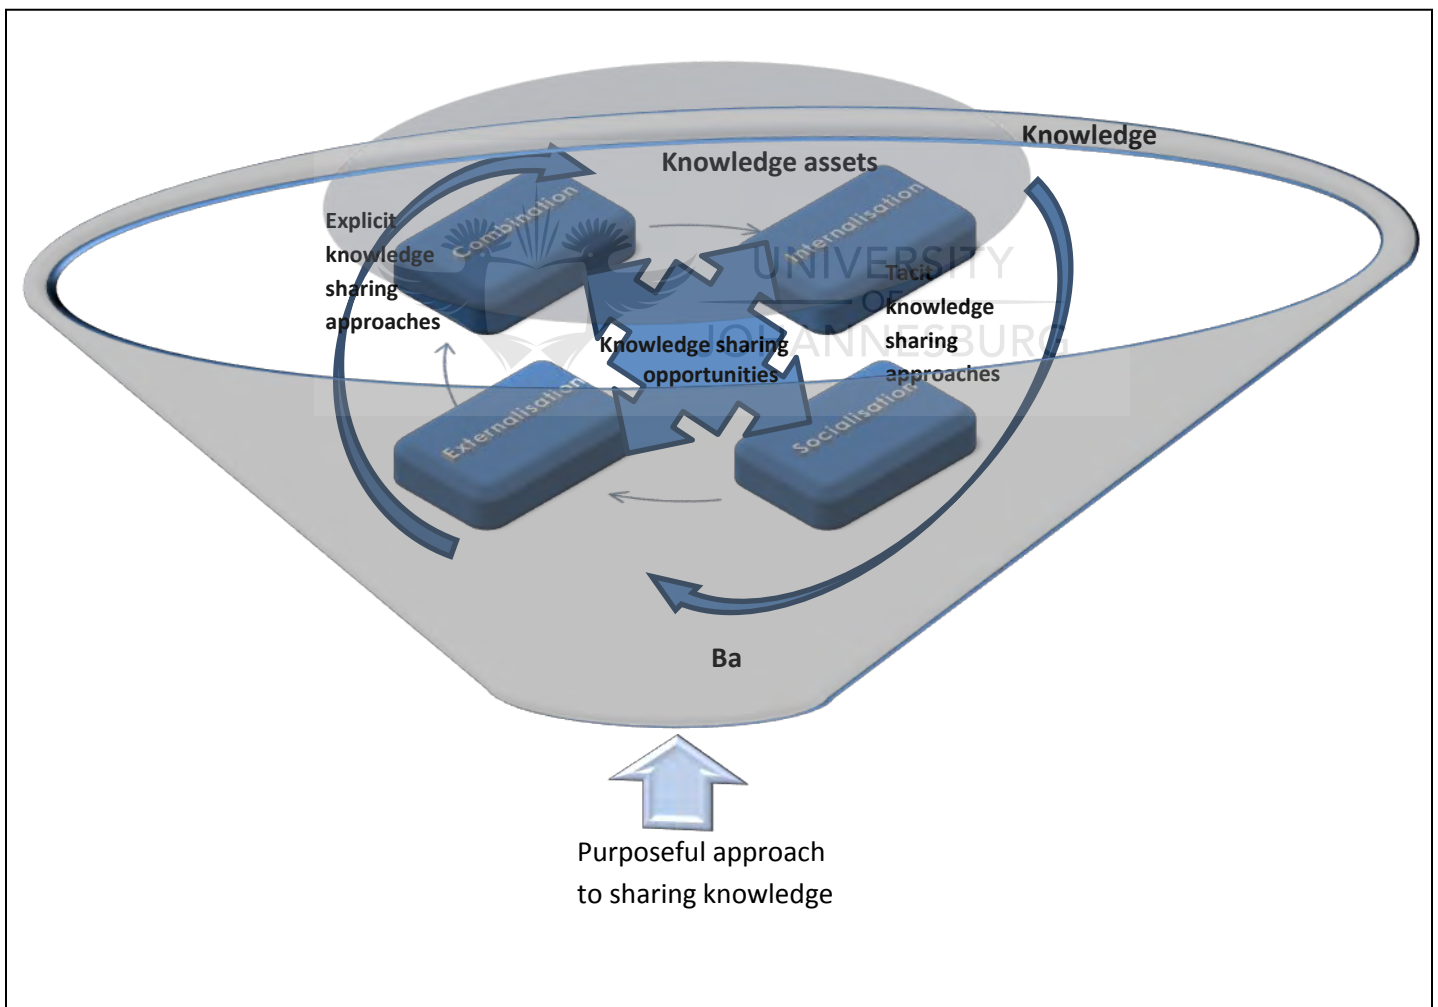 Knowledge
Knowledge assets
Combination
Internalisation
Explicit
knowledge
sharing
approaches
UNIVERSITY
OF
JOHANNESBURG
Tacit
knowledge
sharing
approaches
Knowledge sharing
opportunities
Externalisation
Socialisation
Ba
Purposeful approach
to sharing knowledge